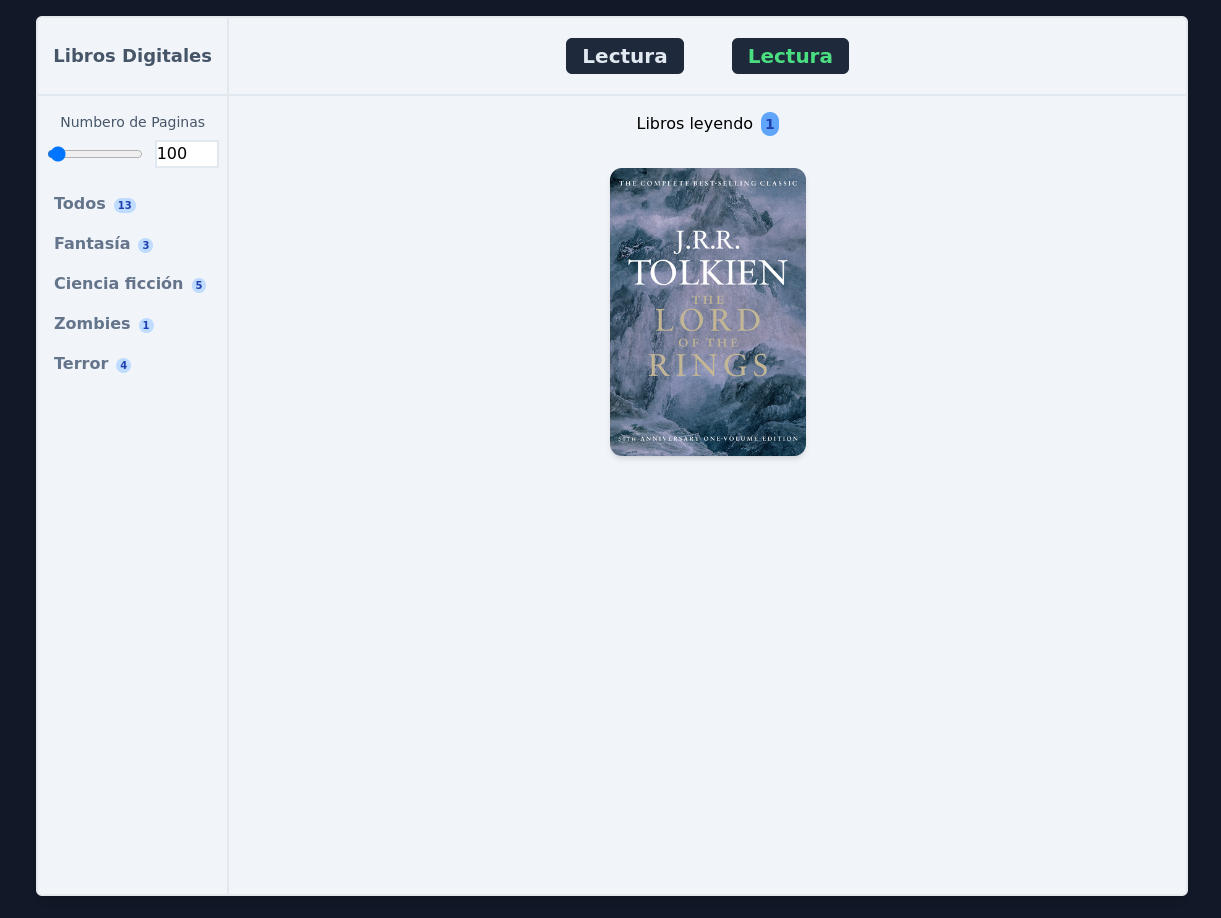 Libros Digitales
Lectura
Lectura
Numbero de Paginas
100
Todos 13
Fantasía 3
Ciencia ficción 5
Zombies 1
Terror 4
Libros leyendo 1
THE COMPLETE BEST-SELLING CLASSIC
J.R.R.
TOLKIEN
THE
LORD
OF THE
RINGS
50TH ANNIVERSARY ONE-VOLUME EDITION